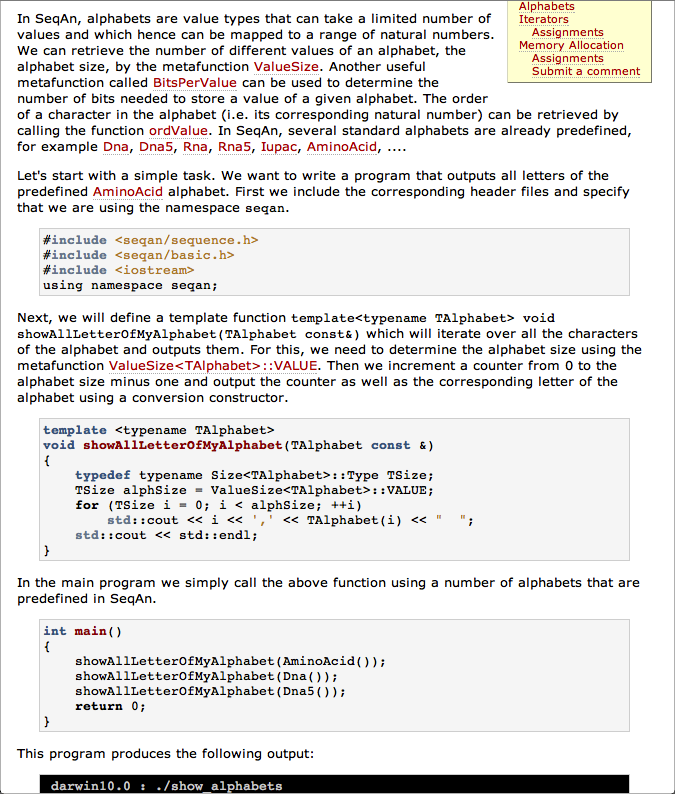 Alphabets
Iterators
Assignments
Memory Allocation
Assignments
Submit a comment
In SeqAn, alphabets are value types that can take a limited number of
values and which hence can be mapped to a range of natural numbers.
We can retrieve the number of different values of an alphabet, the
alphabet size, by the metafunction ValueSize. Another useful
metafunction called BitsPerValue can be used to determine the
number of bits needed to store a value of a given alphabet. The order
of a character in the alphabet (i.e. its corresponding natural number) can be retrieved by
calling the function ordValue. In SeqAn, several standard alphabets are already predefined,
for example Dna, Dna5, Rna, Rna5, Iupac, AminoAcid, ....
Let's start with a simple task. We want to write a program that outputs all letters of the
predefined AminoAcid alphabet. First we include the corresponding header files and specify
that we are using the namespace seqan.
#include <seqan/sequence.h>
#include <seqan/basic.h>
#include <iostream>
using namespace seqan;
Next, we will define a template function template<typename TAlphabet> void
showAllLetterOfMyAlphabet(TAlphabet const&) which will iterate over all the characters
of the alphabet and outputs them. For this, we need to determine the alphabet size using the
metafunction ValueSize<TAlphabet>::VALUE. Then we increment a counter from 0 to the
alphabet size minus one and output the counter as well as the corresponding letter of the
alphabet using a conversion constructor.
template <typename TAlphabet>
void showAllLetterOfMyAlphabet(TAlphabet const &)
{
    typedef typename Size<TAlphabet>::Type TSize;
    TSize alphSize = ValueSize<TAlphabet>::VALUE;
    for (TSize i = 0; i < alphSize; ++i)
        std::cout << i << ',' << TAlphabet(i) << "  ";
    std::cout << std::endl;
}
In the main program we simply call the above function using a number of alphabets that are
predefined in SeqAn.
int main()
{
    showAllLetterOfMyAlphabet(AminoAcid());
    showAllLetterOfMyAlphabet(Dna());
    showAllLetterOfMyAlphabet(Dna5());
    return 0;
}
This program produces the following output:
darwin10.0 : ./show_alphabets